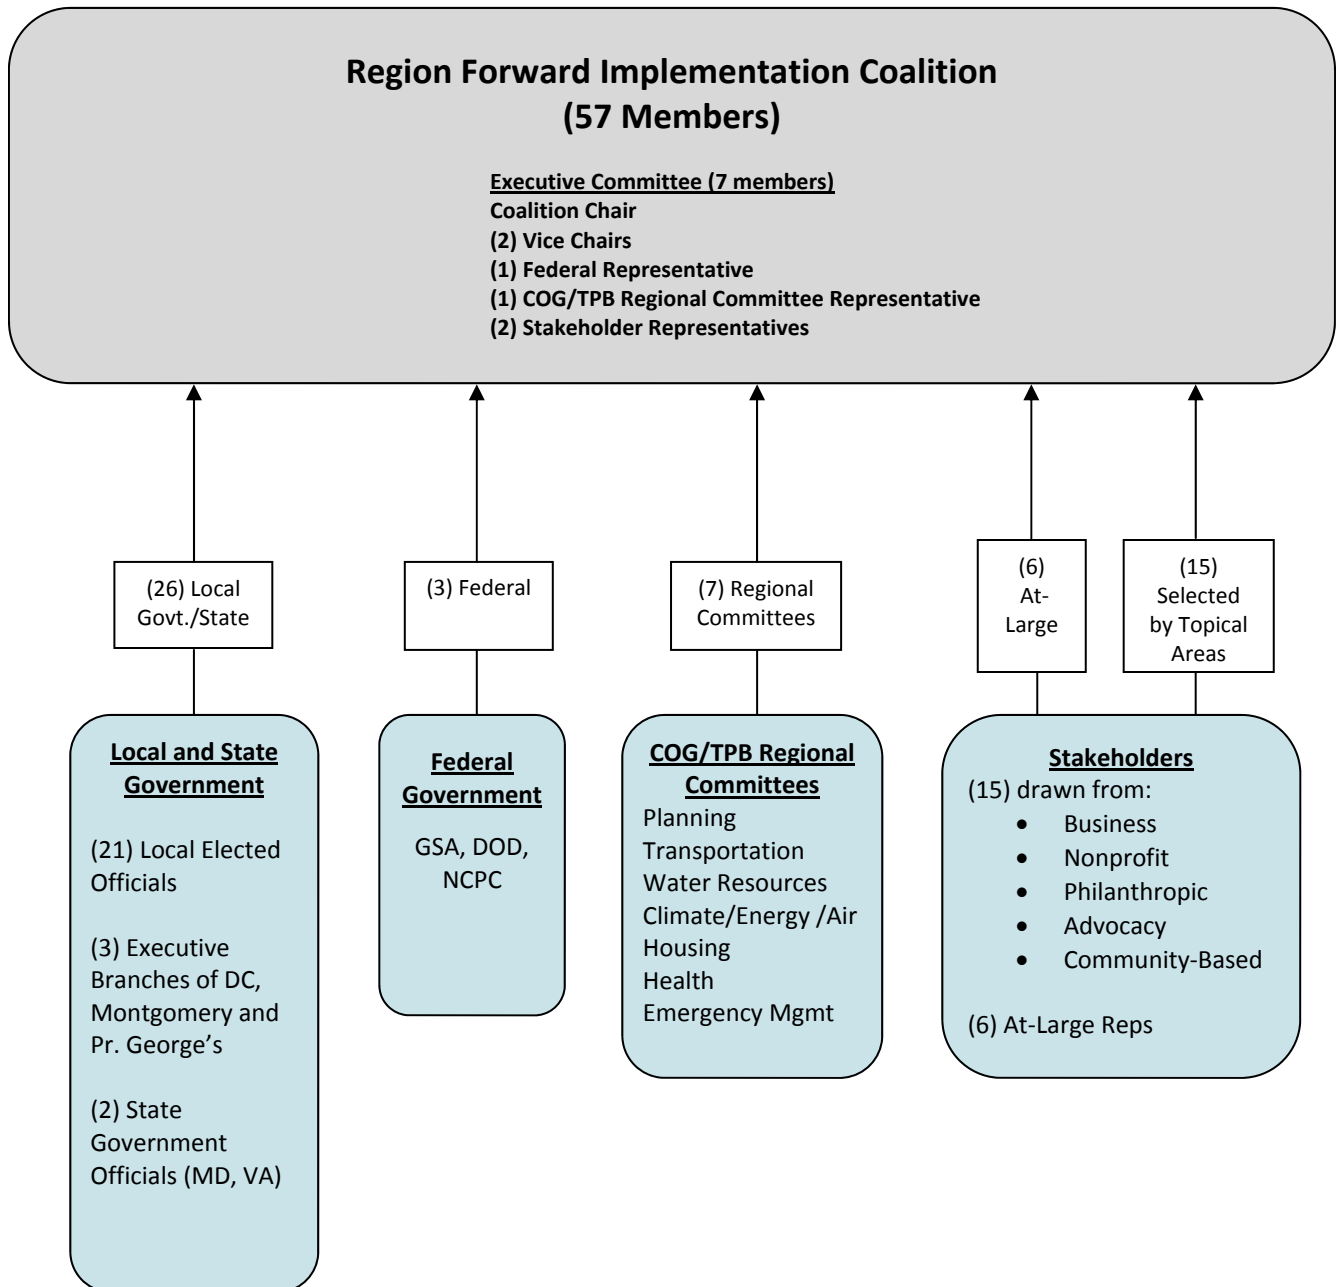 Region Forward Implementation Coalition
(57 Members)
Executive Committee (7 members)
Coalition Chair
(2) Vice Chairs
(1) Federal Representative
(1) COG/TPB Regional Committee Representative
(2) Stakeholder Representatives
(26) Local
Govt./State
(3) Federal
(7) Regional
Committees
(6)
At-
Large
(15)
Selected
by Topical
Areas
Local and State
Government
(21) Local Elected
Officials
(3) Executive
Branches of DC,
Montgomery and
Pr. George’s
(2) State
Government
Officials (MD, VA)
Federal
Government
GSA, DOD,
NCPC
COG/TPB Regional
Committees
Planning
Transportation
Water Resources
Climate/Energy /Air
Housing
Health
Emergency Mgmt
Stakeholders
(15) drawn from:
• Business
• Nonprofit
• Philanthropic
• Advocacy
• Community-Based
(6) At-Large Reps